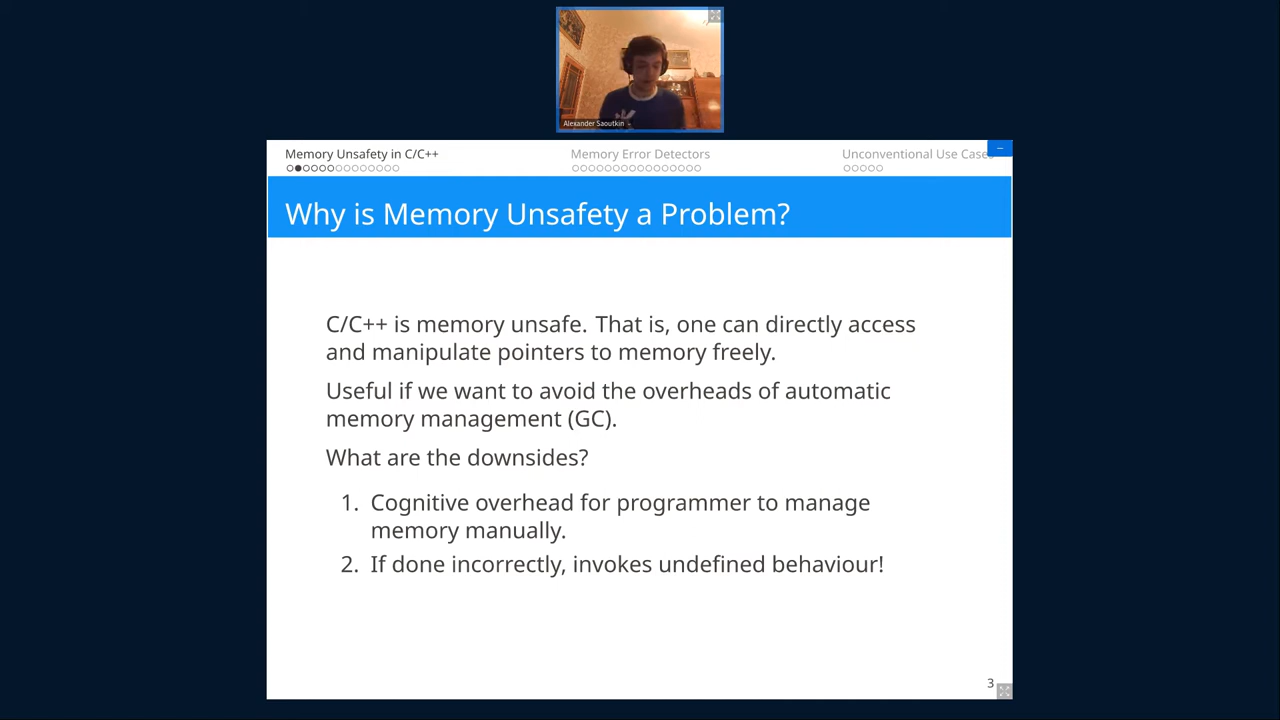 Alexander Saoutkin
Memory Unsafety in C/C++
Memory Error Detectors
Unconventional Use Cases
Why is Memory Unsafety a Problem?
C/C++ is memory unsafe. That is, one can directly access
and manipulate pointers to memory freely.
Useful if we want to avoid the overheads of automatic
memory management (GC).
What are the downsides?
1. Cognitive overhead for programmer to manage
memory manually.
2. If done incorrectly, invokes undefined behaviour!
3